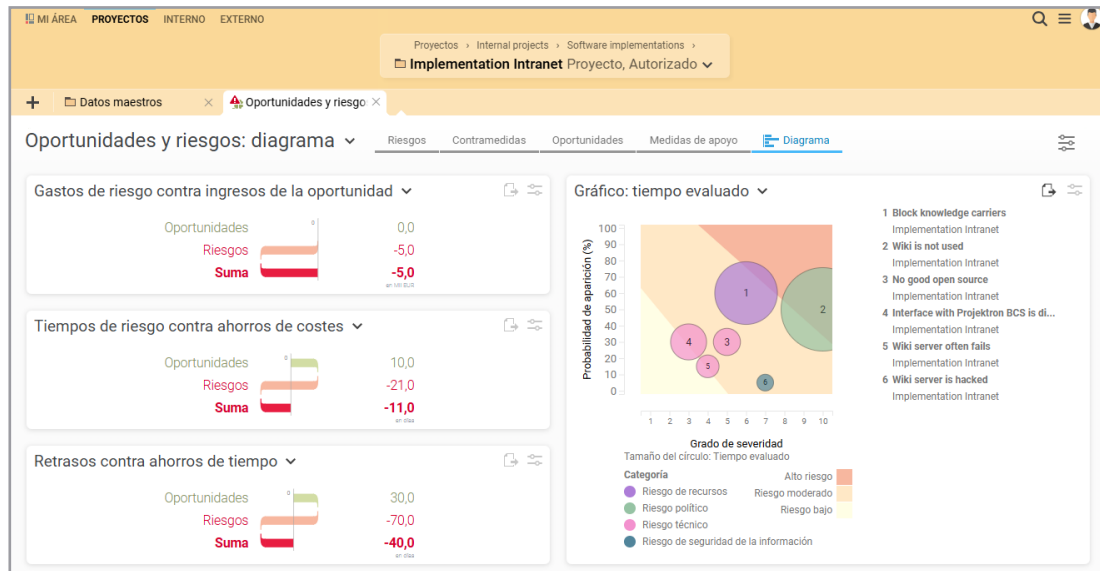 MI ÁREA PROYECTOS INTERNO EXTERNO
Proyectos › Internal projects › Software implementations ›
Implementation Intranet Proyecto, Autorizado
+ Datos maestros × Oportunidades y riesgo ×
Oportunidades y riesgos: diagrama
Riesgos Contramedidas Oportunidades Medidas de apoyo Diagrama
Gastos de riesgo contra ingresos de la oportunidad
0
Oportunidades 0,0
Riesgos -5,0
Suma -5,0
en Mil EUR
Tiempos de riesgo contra ahorros de costes
0
Oportunidades 10,0
Riesgos -21,0
Suma -11,0
en días
Retrasos contra ahorros de tiempo
0
Oportunidades 30,0
Riesgos -70,0
Suma -40,0
en días
Gráfico: tiempo evaluado
Probabilidad de aparición (%)
100
90
80
70
60
50
40
30
20
10
0
1
2
3
4
5
6
1 2 3 4 5 6 7 8 9 10
Grado de severidad
Tamaño del círculo: Tiempo evaluado
Categoría
Riesgo de recursos
Riesgo político
Riesgo técnico
Riesgo de seguridad de la información
Alto riesgo
Riesgo moderado
Riesgo bajo
1 Block knowledge carriers
Implementation Intranet
2 Wiki is not used
Implementation Intranet
3 No good open source
Implementation Intranet
4 Interface with Projektron BCS is di...
Implementation Intranet
5 Wiki server often fails
Implementation Intranet
6 Wiki server is hacked
Implementation Intranet